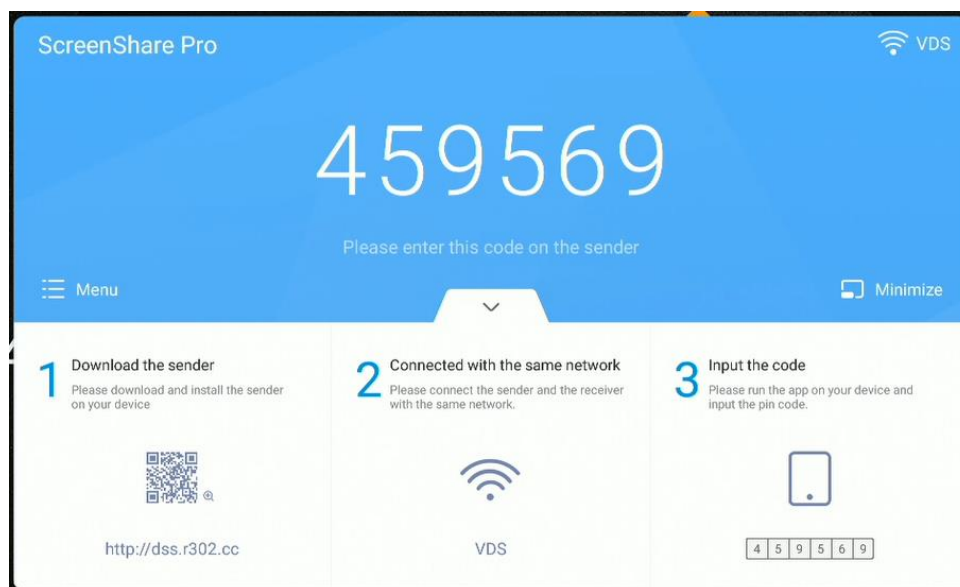 ScreenShare Pro
VDS
459569
Please enter this code on the sender
Menu
Minimize
1 Download the sender
Please download and install the sender
on your device
http://dss.r302.cc
2 Connected with the same network
Please connect the sender and the receiver
with the same network.
VDS
3 Input the code
Please run the app on your device and
input the pin code.
4 5 9 5 6 9